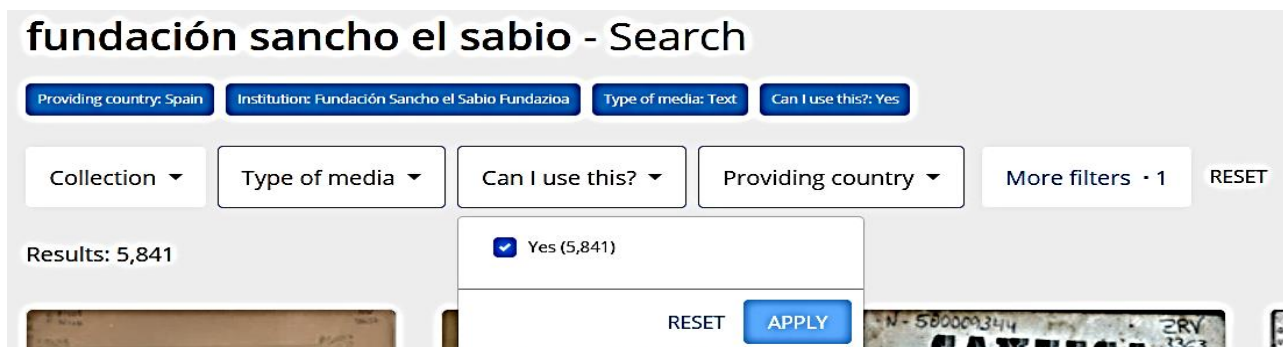 fundación sancho el sabio - Search
Providing country: Spain Institution: Fundación Sancho el Sabio Fundazioa Type of media: Text Can I use this?: Yes
Collection Type of media Can I use this? Providing country More filters · 1 RESET
Results: 5,841
Yes (5,841)
RESET APPLY
N-500009344 ZRV
3363